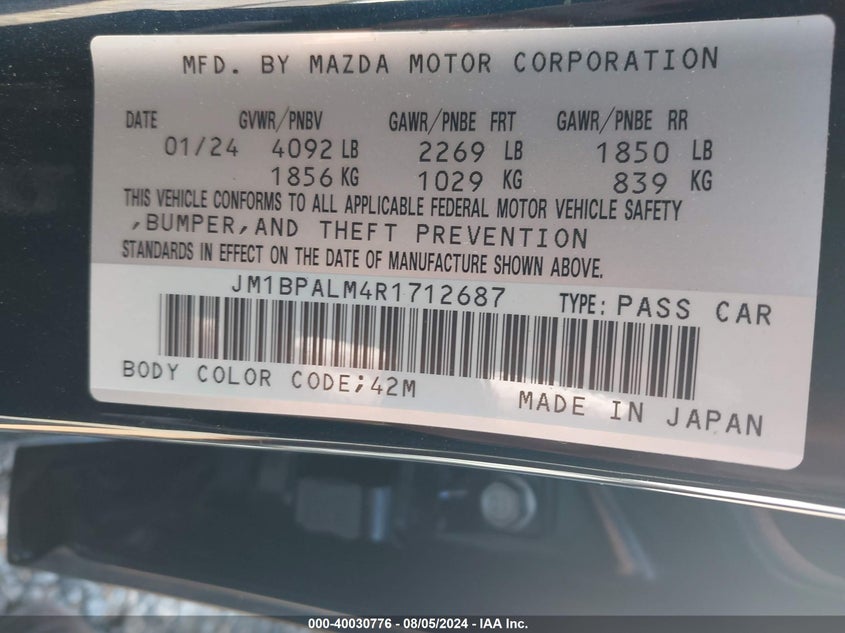 MFD. BY MAZDA MOTOR CORPORATION
DATE GVWR/PNBV GAWR/PNBE FRT GAWR/PNBE RR
01/24 4092 LB 2269 LB 1850 LB
1856 KG 1029 KG 839 KG
THIS VEHICLE CONFORMS TO ALL APPLICABLE FEDERAL MOTOR VEHICLE SAFETY
,BUMPER,AND THEFT PREVENTION
STANDARDS IN EFFECT ON THE DATE OF MANUFACTURE SHOWN ABOVE.
JM1BPALM4R1712687 TYPE: PASS CAR
BODY COLOR CODE;42M MADE IN JAPAN
000-40030776 - 08/05/2024 - IAA Inc.